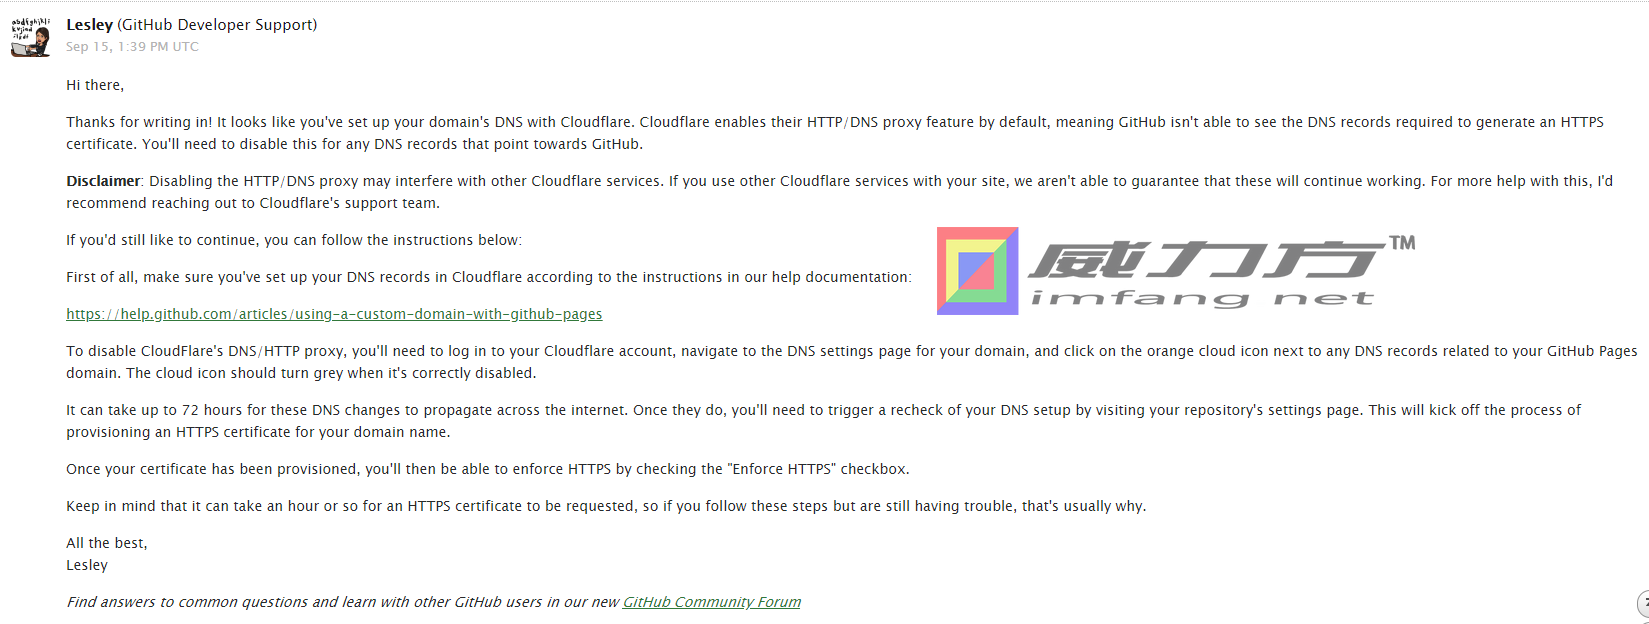 Lesley (GitHub Developer Support)
Sep 15, 1:39 PM UTC
Hi there,
Thanks for writing in! It looks like you've set up your domain's DNS with Cloudflare. Cloudflare enables their HTTP/DNS proxy feature by default, meaning GitHub isn't able to see the DNS records required to generate an HTTPS
certificate. You'll need to disable this for any DNS records that point towards GitHub.
Disclaimer: Disabling the HTTP/DNS proxy may interfere with other Cloudflare services. If you use other Cloudflare services with your site, we aren't able to guarantee that these will continue working. For more help with this, I'd
recommend reaching out to Cloudflare's support team.
If you'd still like to continue, you can follow the instructions below:
First of all, make sure you've set up your DNS records in Cloudflare according to the instructions in our help documentation:
威力方™
imfang net
https://help.github.com/articles/using-a-custom-domain-with-github-pages
To disable CloudFlare's DNS/HTTP proxy, you'll need to log in to your Cloudflare account, navigate to the DNS settings page for your domain, and click on the orange cloud icon next to any DNS records related to your GitHub Pages
domain. The cloud icon should turn grey when it's correctly disabled.
It can take up to 72 hours for these DNS changes to propagate across the internet. Once they do, you'll need to trigger a recheck of your DNS setup by visiting your repository's settings page. This will kick off the process of
provisioning an HTTPS certificate for your domain name.
Once your certificate has been provisioned, you'll then be able to enforce HTTPS by checking the "Enforce HTTPS" checkbox.
Keep in mind that it can take an hour or so for an HTTPS certificate to be requested, so if you follow these steps but are still having trouble, that's usually why.
All the best,
Lesley
Find answers to common questions and learn with other GitHub users in our new GitHub Community Forum